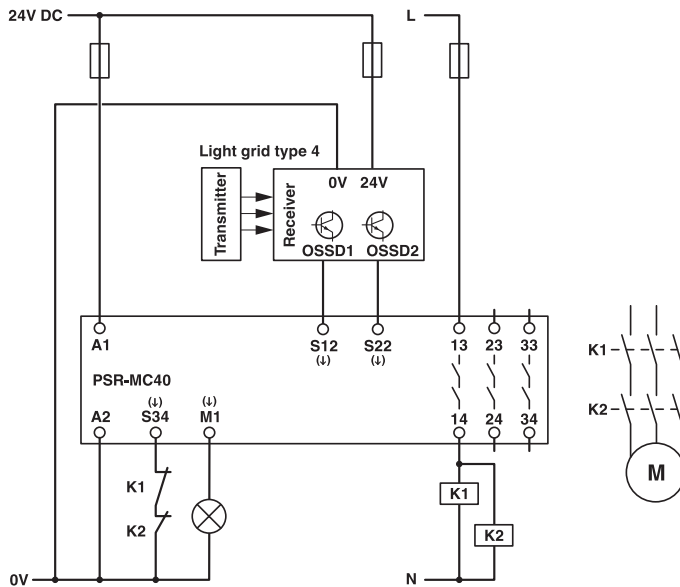 24V DC
L
Light grid type 4
0V 24V
Transmitter
Receiver
OSSD1 OSSD2
A1 S12 S22 13 23 33
(↓) (↓)
PSR-MC40
(↓) (↓)
A2 S34 M1 14 24 34
K1
K2
K1
K2
0V
N
K1
K2
M